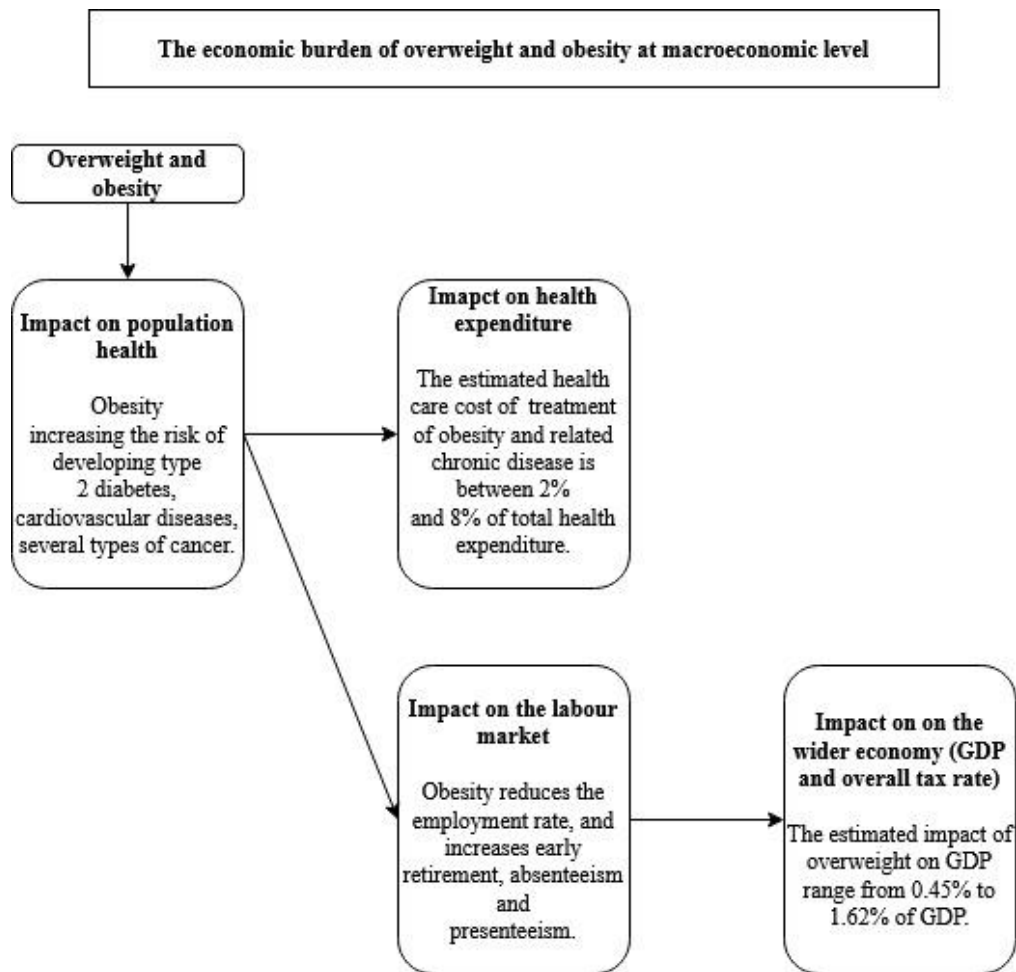 The economic burden of overweight and obesity at macroeconomic level
Overweight and
obesity
Impact on population
health
Obesity
increasing the risk of
developing type
2 diabetes,
cardiovascular diseases,
several types of cancer.
Imapct on health
expenditure
The estimated health
care cost of treatment
of obesity and related
chronic disease is
between 2%
and 8% of total health
expenditure.
Impact on the labour
market
Obesity reduces the
employment rate, and
increases early
retirement, absenteeism
and
presenteeism.
Impact on on the
wider economy (GDP
and overall tax rate)
The estimated impact of
overweight on GDP
range from 0.45% to
1.62% of GDP.